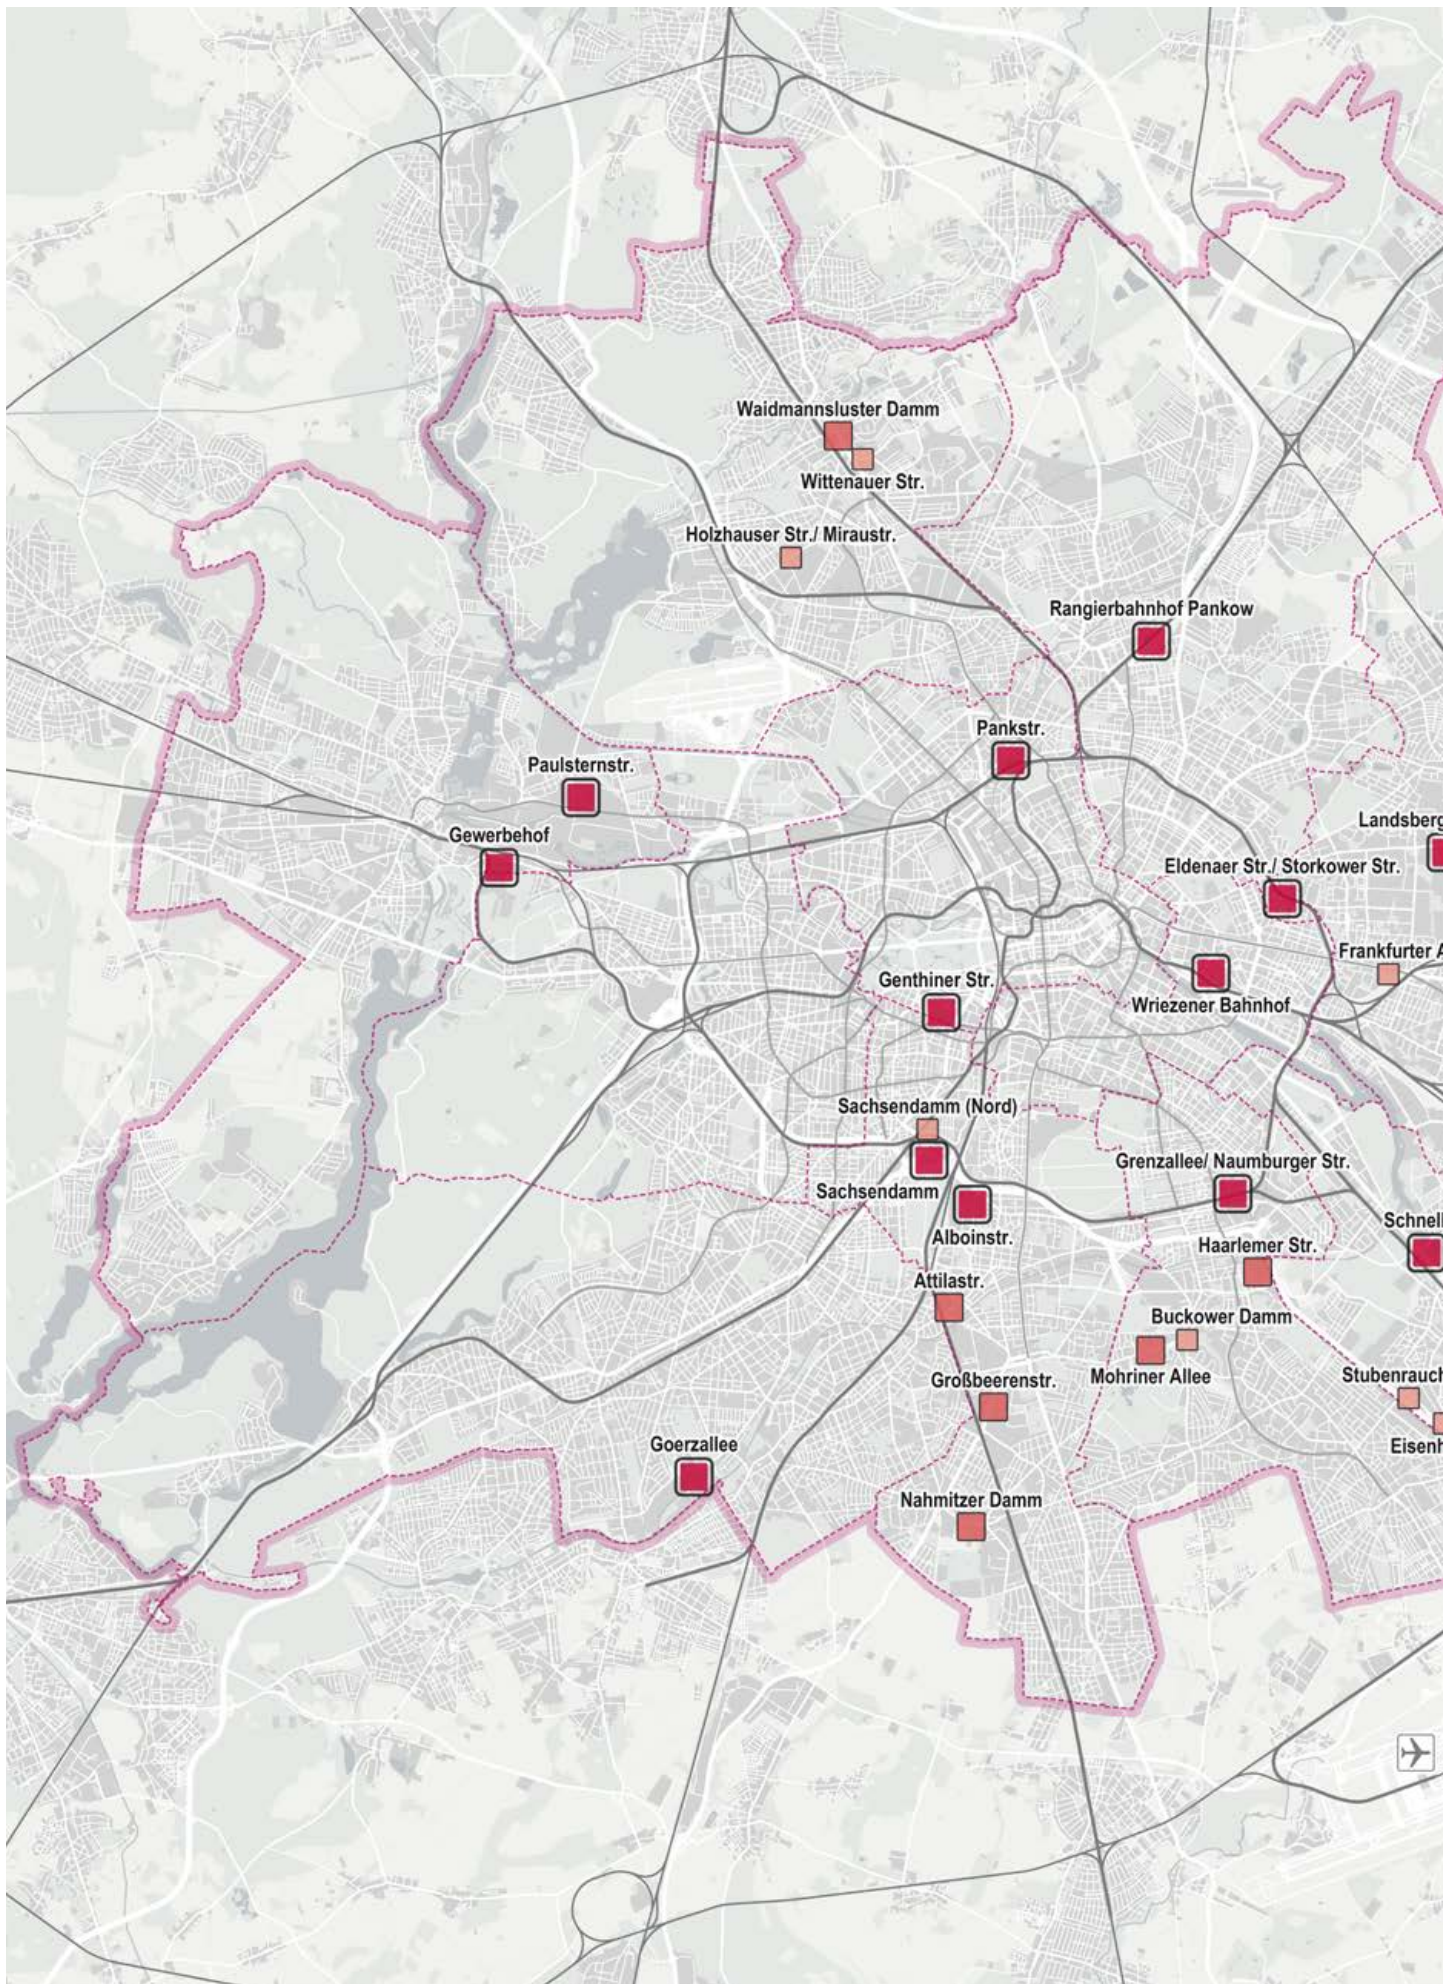 Waidmannsluster Damm
Wittenauer Str.
Holzhauser Str./ Miraustr.
Rangierbahnhof Pankow
Pankstr.
Paulsternstr.
Gewerbehof
Landsberg
Eldenaer Str./ Storkower Str.
Frankfurter A
Genthiner Str.
Wriezener Bahnhof
Sachsendamm (Nord)
Grenzallee/ Naumburger Str.
Sachsendamm
Alboinstr.
Schnell
Haarlemer Str.
Attilastr.
Buckower Damm
Mohriner Allee
Stubenrauch
Großbeerenstr.
Eisenh
Goerzallee
Nahmitzer Damm